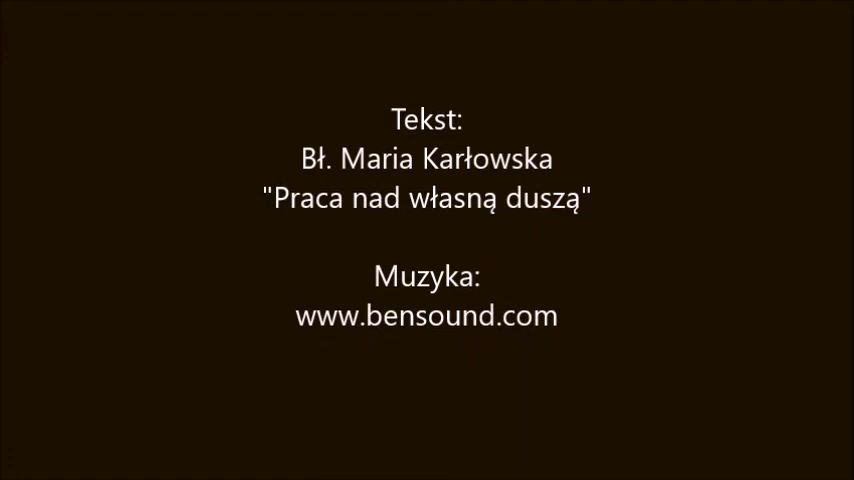 Tekst:
Bł. Maria Karłowska
"Praca nad własną duszą"
Muzyka:
www.bensound.com